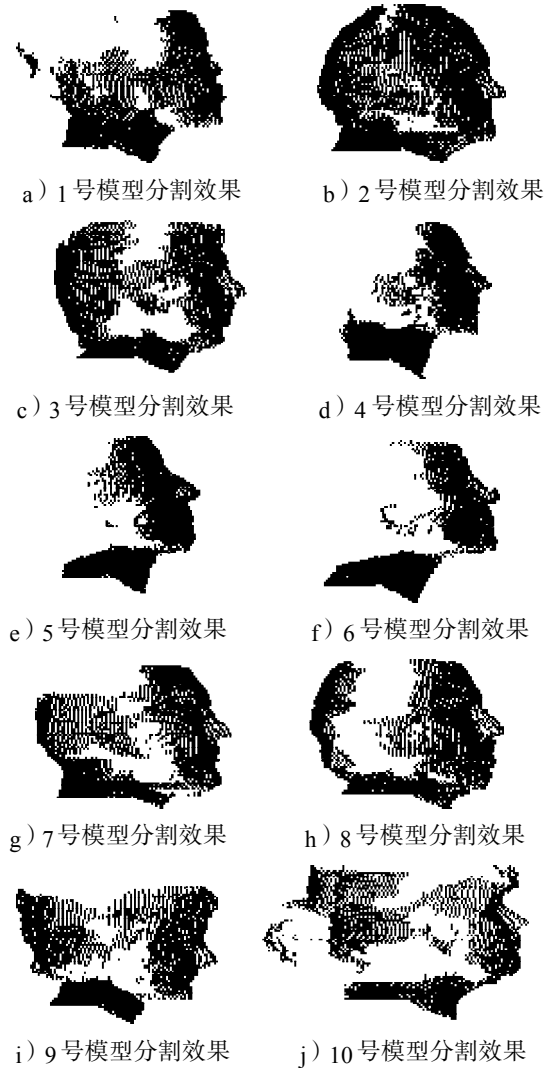 a）1号模型分割效果
b）2号模型分割效果
c）3号模型分割效果
d）4号模型分割效果
e）5号模型分割效果
f）6号模型分割效果
g）7号模型分割效果
h）8号模型分割效果
i）9号模型分割效果
j）10号模型分割效果